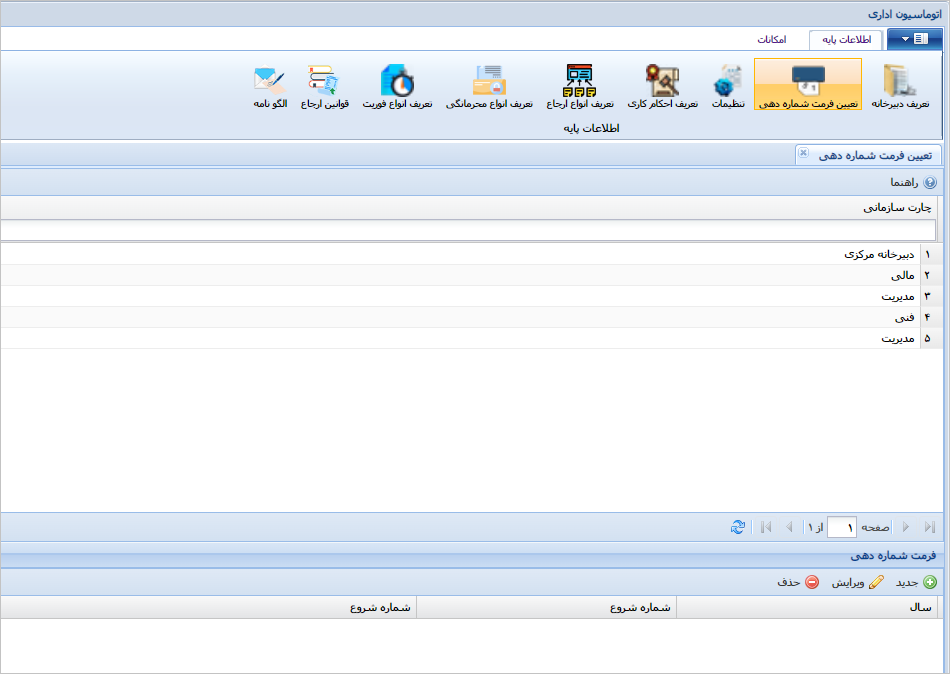 اتوماسیون اداری
اطلاعات پایه امکانات
تعریف دبیرخانه تعیین فرمت شماره دهی تنظیمات تعریف احکام کاری تعریف انواع ارجاع تعریف انواع محرمانگی تعریف انواع فوریت قوانین ارجاع الگو نامه
اطلاعات پایه
تعیین فرمت شماره دهی
راهنما
چارت سازمانی
۱ دبیرخانه مرکزی
۲ مالی
۳ مدیریت
۴ فنی
۵ مدیریت
صفحه ۱ از ۱
فرمت شماره دهی
جدید ویرایش حذف
سال شماره شروع شماره شروع